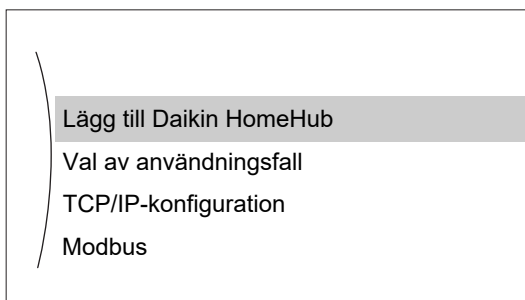 Lägg till Daikin HomeHub
Val av användningsfall
TCP/IP-konfiguration
Modbus